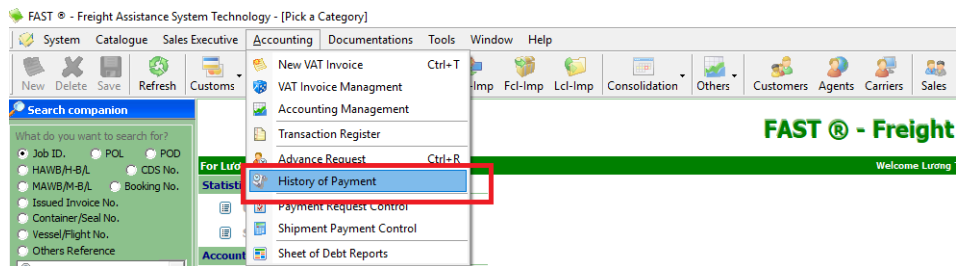 FAST ® - Freight Assistance System Technology - [Pick a Category]
System Catalogue Sales Executive Accounting Documentations Tools Window Help
New Delete Save Refresh Customs -Imp Fcl-Imp Lcl-Imp Consolidation Others Customers Agents Carriers Sales
New VAT Invoice Ctrl+T
VAT Invoice Managment
Accounting Management
Transaction Register
Advance Request Ctrl+R
History of Payment
Payment Request Control
Shipment Payment Control
Sheet of Debt Reports
Search companion
What do you want to search for?
Job ID. POL POD
HAWB/H-B/L CDS No.
MAWB/M-B/L Booking No.
Issued Invoice No.
Container/Seal No.
Vessel/Flight No.
Others Reference
FAST ® - Freight
For Lươ
Welcome Lương T
Statisti
Account